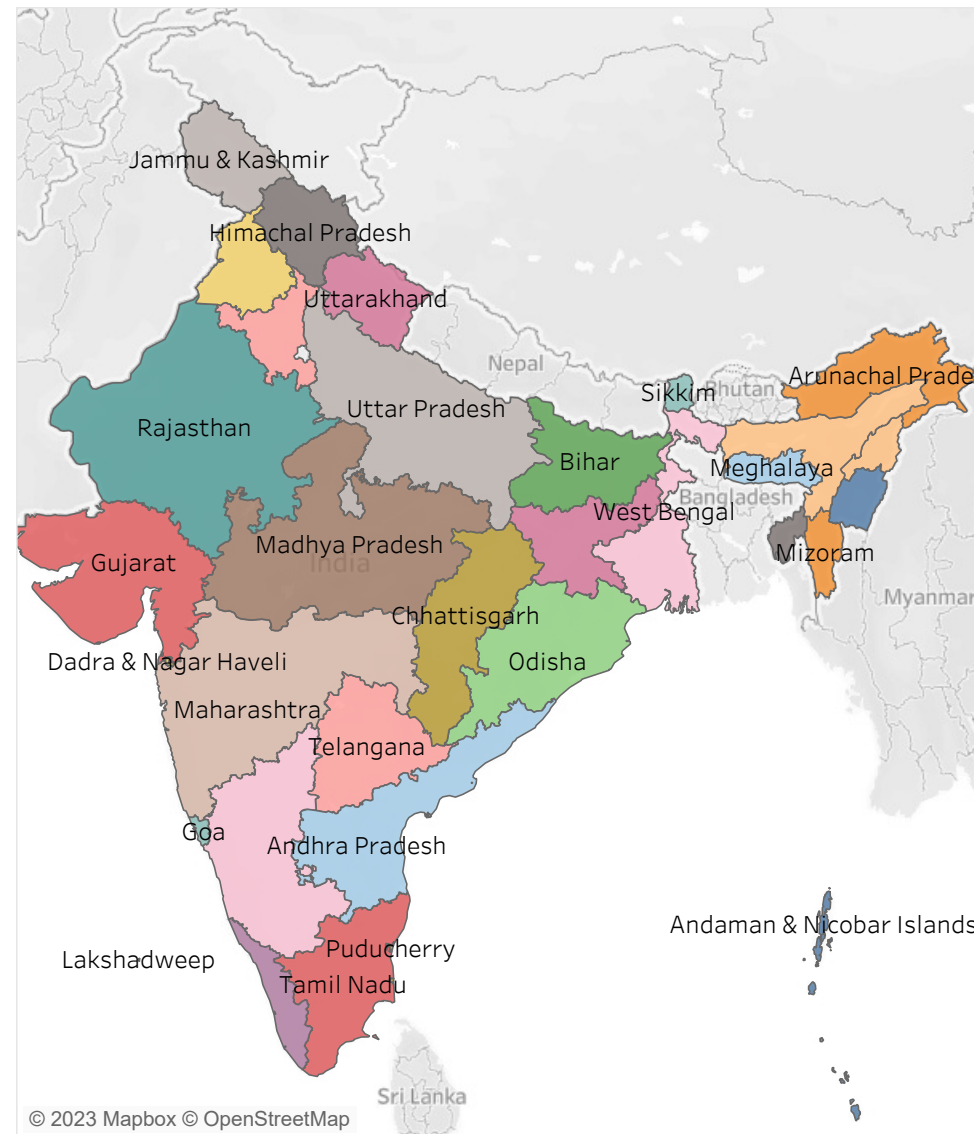 Jammu & Kashmir
Himachal Pradesh
Uttarakhand
Nepal
Bhutan
Arunachal Prade
Sikkim
Uttar Pradesh
Rajasthan
Bihar
Meghalaya
Bangladesh
West Bengal
Madhya Pradesh
India
Mizoram
Gujarat
Myanmar
Chhattisgarh
Dadra & Nagar Haveli
Odisha
Maharashtra
Telangana
Goa
Andhra Pradesh
Andaman & Nicobar Islands
Puducherry
Lakshadweep
Tamil Nadu
Sri Lanka
© 2023 Mapbox © OpenStreetMap